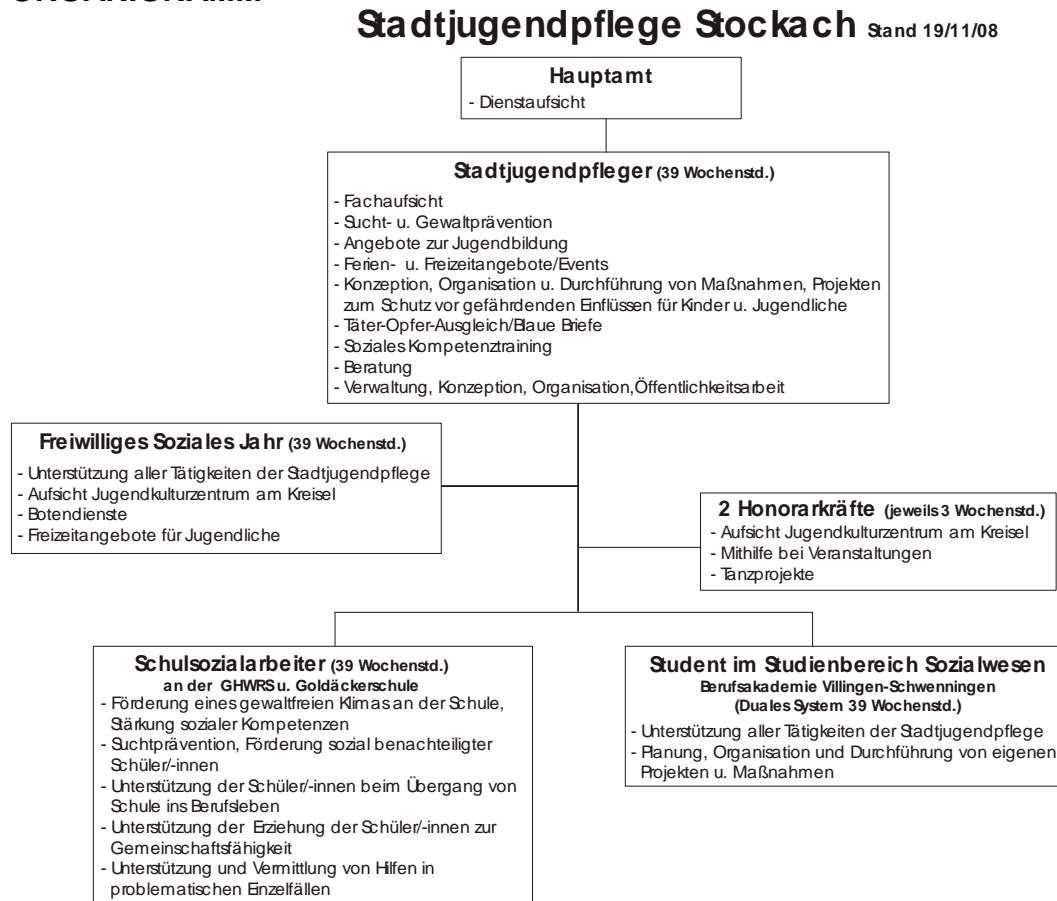 Stadtjugendpflege Stockach Stand 19/11/08
Hauptamt
- Dienstaufsicht
Stadtjugendpfleger (39 Wochenstd.)
- Fachaufsicht
- Sucht- u. Gewaltprävention
- Angebote zur Jugendbildung
- Ferien- u. Freizeitangebote/Events
- Konzeption, Organisation u. Durchführung von Maßnahmen, Projekten
zum Schutz vor gefährdenden Einflüssen für Kinder u. Jugendliche
- Täter-Opfer-Ausgleich/Blaue Briefe
- Soziales Kompetenztraining
- Beratung
- Verwaltung, Konzeption, Organisation,Öffentlichkeitsarbeit
Freiwilliges Soziales Jahr (39 Wochenstd.)
- Unterstützung aller Tätigkeiten der Stadtjugendpflege
- Aufsicht Jugendkulturzentrum am Kreisel
- Botendienste
- Freizeitangebote für Jugendliche
2 Honorarkräfte (jeweils 3 Wochenstd.)
- Aufsicht Jugendkulturzentrum am Kreisel
- Mithilfe bei Veranstaltungen
- Tanzprojekte
Schulsozialarbeiter (39 Wochenstd.)
an der GHWRS u. Goldäckerschule
- Förderung eines gewaltfreien Klimas an der Schule,
Stärkung sozialer Kompetenzen
- Suchtprävention, Förderung sozial benachteiligter
Schüler/-innen
- Unterstützung der Schüler/-innen beim Übergang von
Schule ins Berufsleben
- Unterstützung der Erziehung der Schüler/-innen zur
Gemeinschaftsfähigkeit
- Unterstützung und Vermittlung von Hilfen in
problematischen Einzelfällen
Student im Studienbereich Sozialwesen
Berufsakademie Villingen-Schwenningen
(Duales System 39 Wochenstd.)
- Unterstützung aller Tätigkeiten der Stadtjugendpflege
- Planung, Organisation und Durchführung von eigenen
Projekten u. Maßnahmen